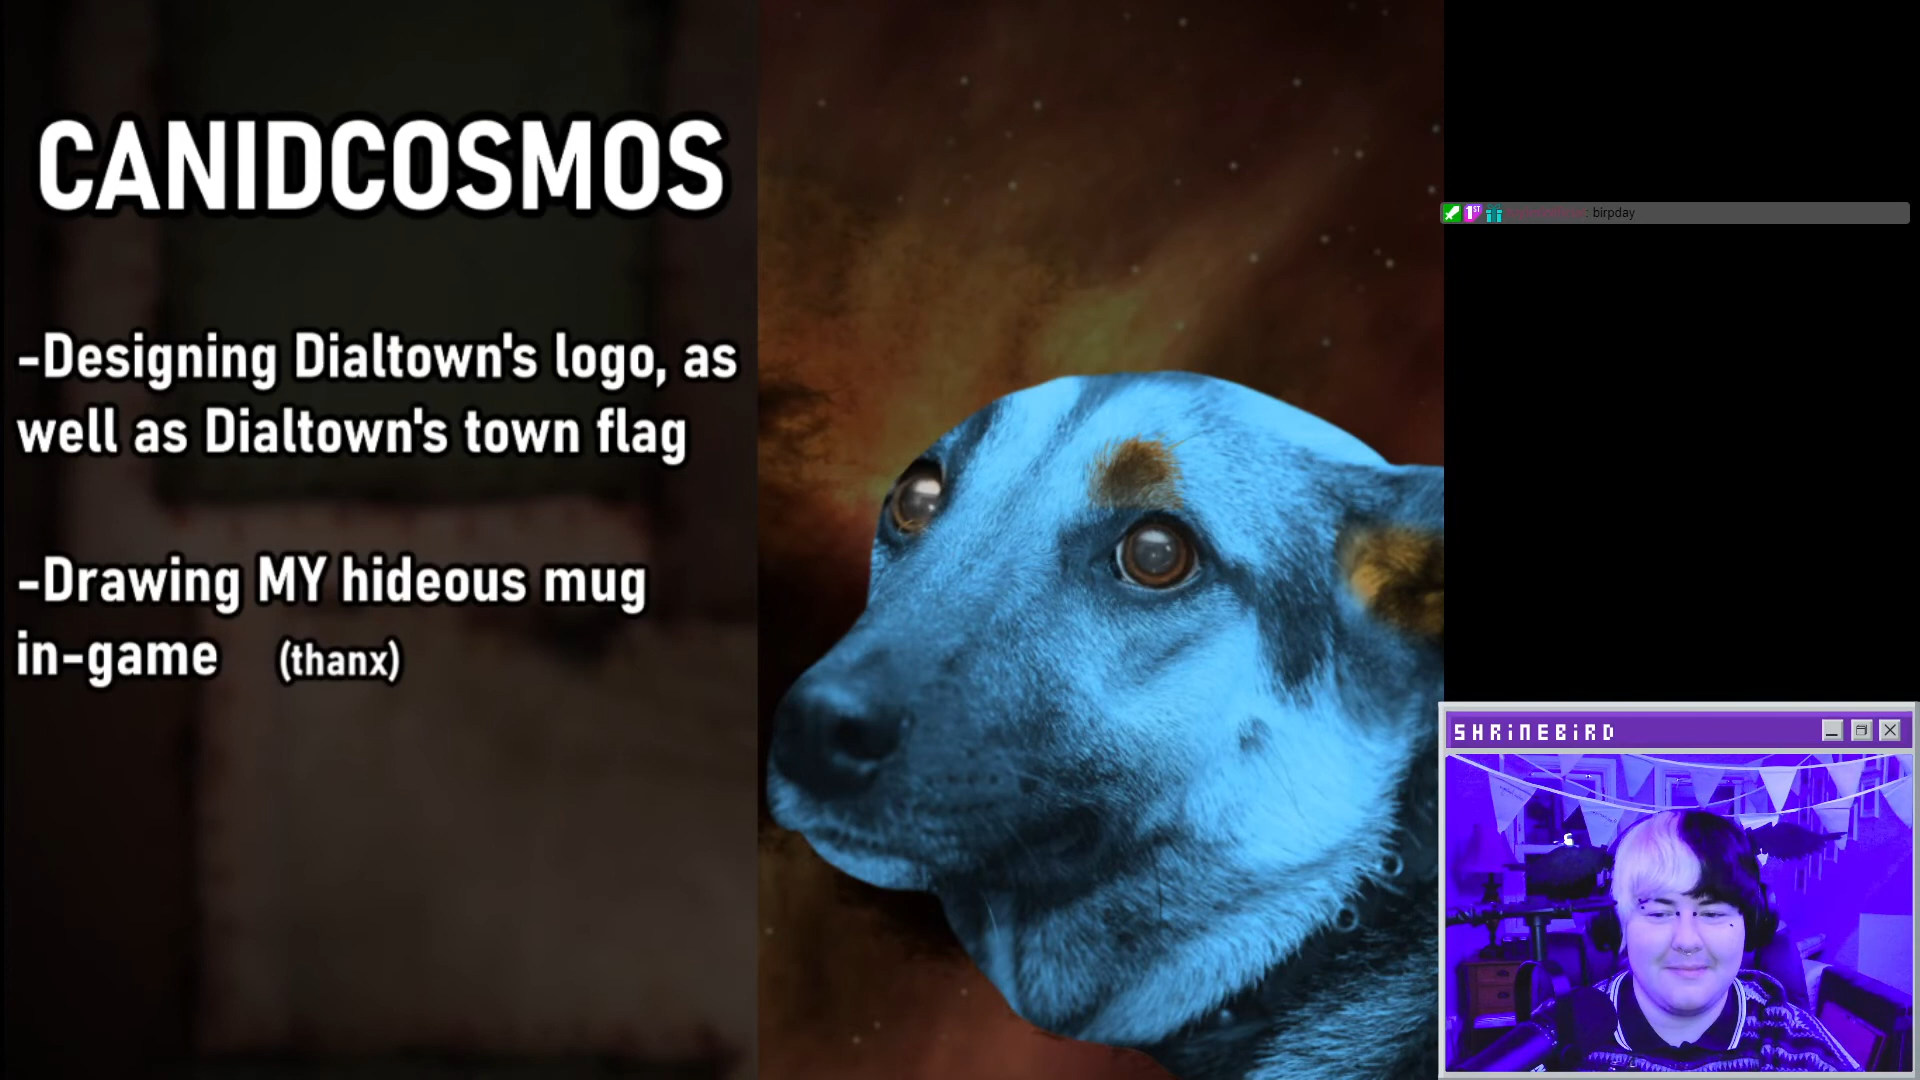 CANIDCOSMOS
-Designing Dialtown's logo, as
well as Dialtown's town flag
-Drawing MY hideous mug
in-game (thanx)
1ST : birpday
SHRINEBIRD